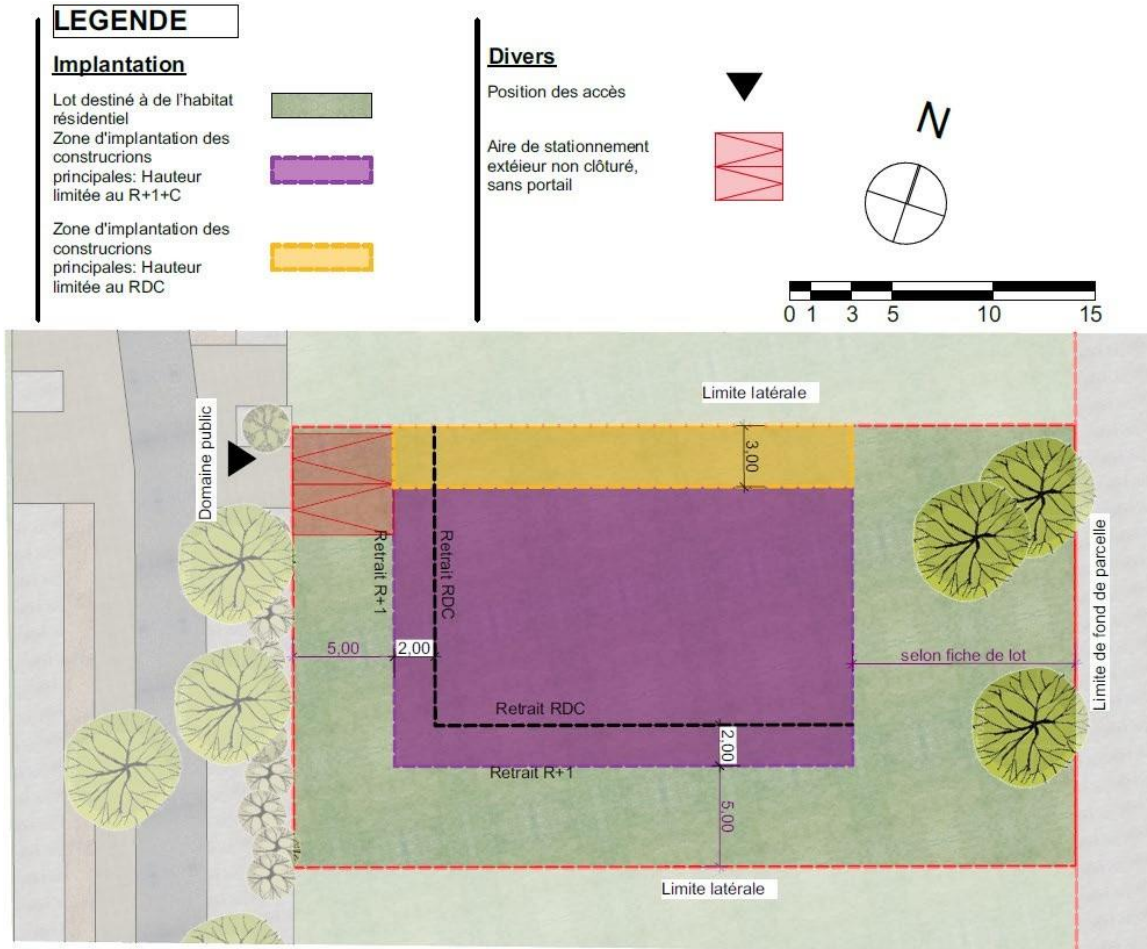 LEGENDE
Implantation
Lot destiné à de l'habitat
résidentiel
Zone d'implantation des
construcrions
principales: Hauteur
limitée au R+1+C
Zone d'implantation des
construcrions
principales: Hauteur
limitée au RDC
Divers
Position des accès
Aire de stationnement
extéieur non clôturé,
sans portail
N
0 1 3 5 10 15
Limite latérale
Domaine public
3,00
Retrait R+1
Retrait RDC
5,00
2,00
selon fiche de lot
Limite de fond de parcelle
Retrait RDC
2,00
Retrait R+1
5,00
Limite latérale